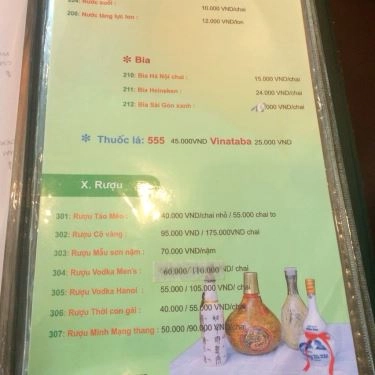 204: Nước suối :
10.000 VND/chai
206: Nước tăng lực lon :
12.000 VND/lon
✻ Bia
210: Bia Hà Nội chai : 15.000 VND/chai
211: Bia Heineken : 24.000 VND/chai
212: Bia Sài Gòn xanh : 000 VND/chai
✻ Thuốc lá: 555 45.000VND Vinataba 25.000 VND
X. Rượu
301: Rượu Táo Mèo : 40.000 VND/chai nhỏ / 55.000 chai to
302: Rượu Cô vàng : 95.000 VND / 175.000VND chai
303: Rượu Mẫu sơn nậm : 70.000 VND/nậm
304: Rượu Vodka Men's : 60.000/ 110.000 VND/ chai
305: Rượu Vodka Hanoi : 55.000 / 105.000 VND/ chai
306: Rượu Thời con gái : 40.000 / 55.000 VND/chai
307: Rượu Minh Mạng thang : 50.000 /90.000 VND/chai